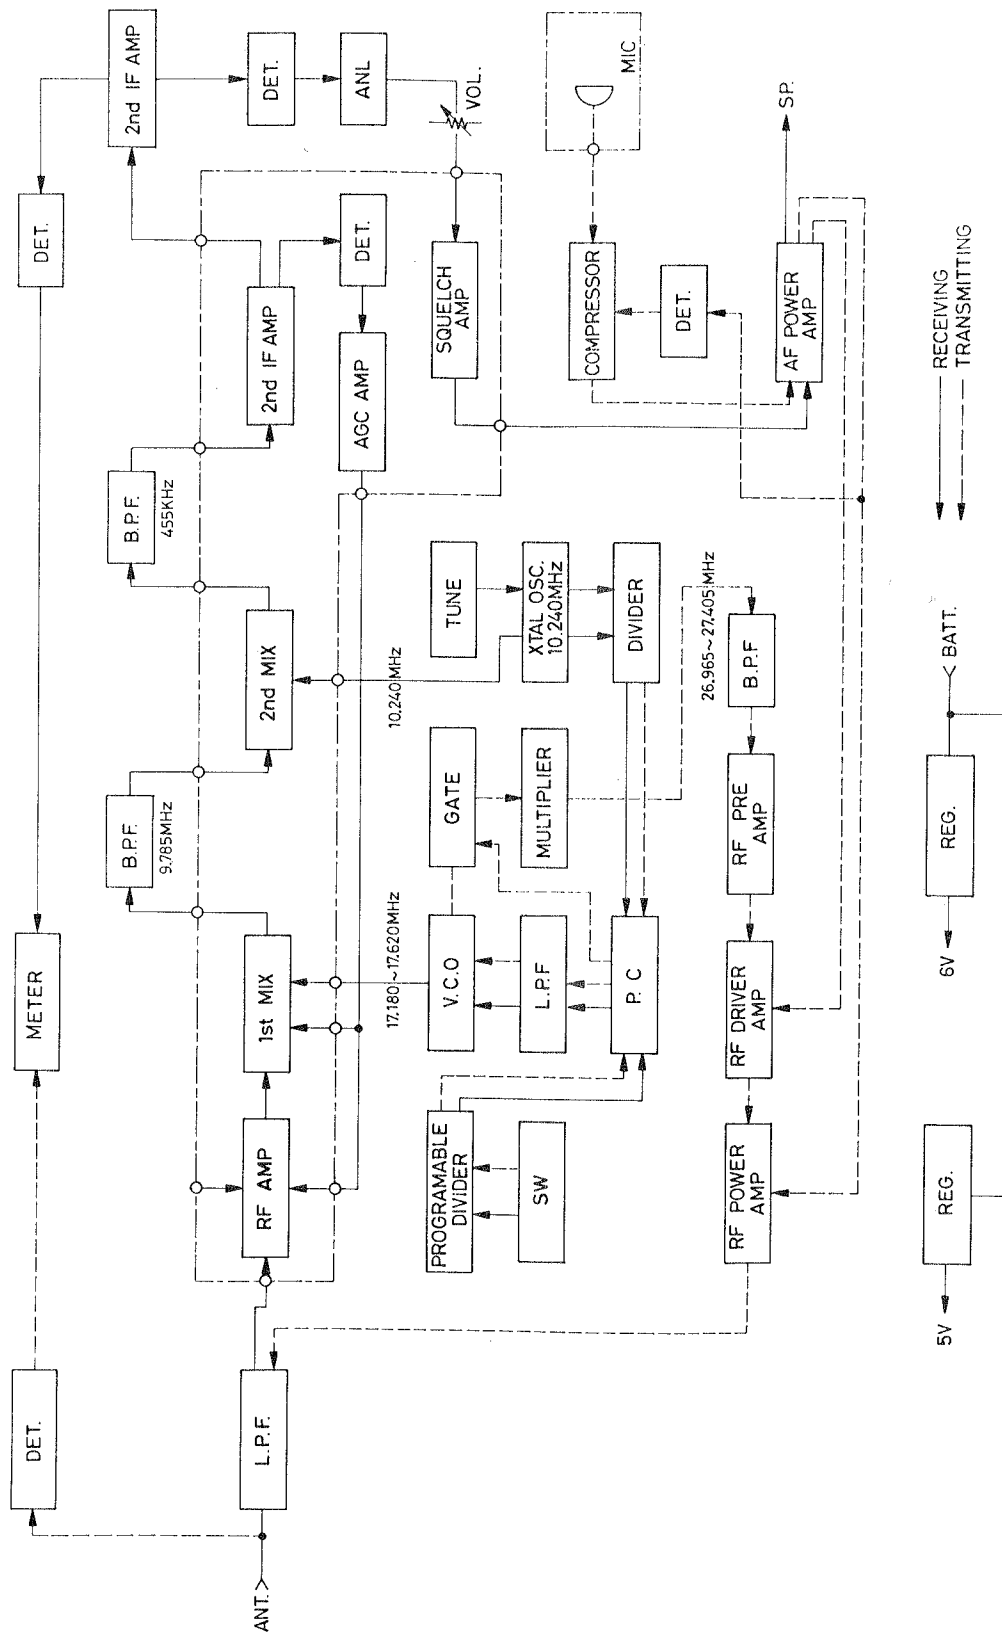 DET.
METER
DET.
2nd IF AMP
DET.
ANL
VOL.
B.P.F.
9.785MHz
B.P.F.
455KHz
ANT.
L.P.F.
RF AMP
1st MIX
2nd MIX
2nd IF AMP
DET.
AGC AMP
SQUELCH
AMP
17.180~17.620MHz
10.240MHz
PROGRAMABLE
DIVIDER
SW
V.C.O
L.P.F
P.C
GATE
MULTIPLIER
TUNE
XTAL OSC.
10.240MHz
DIVIDER
MIC
COMPRESSOR
DET.
26.965~27.405MHz
RF POWER
AMP
RF DRIVER
AMP
RF PRE
AMP
B.P.F
AF POWER
AMP
SP.
5V
REG.
6V
REG.
BATT.
RECEIVING
TRANSMITTING